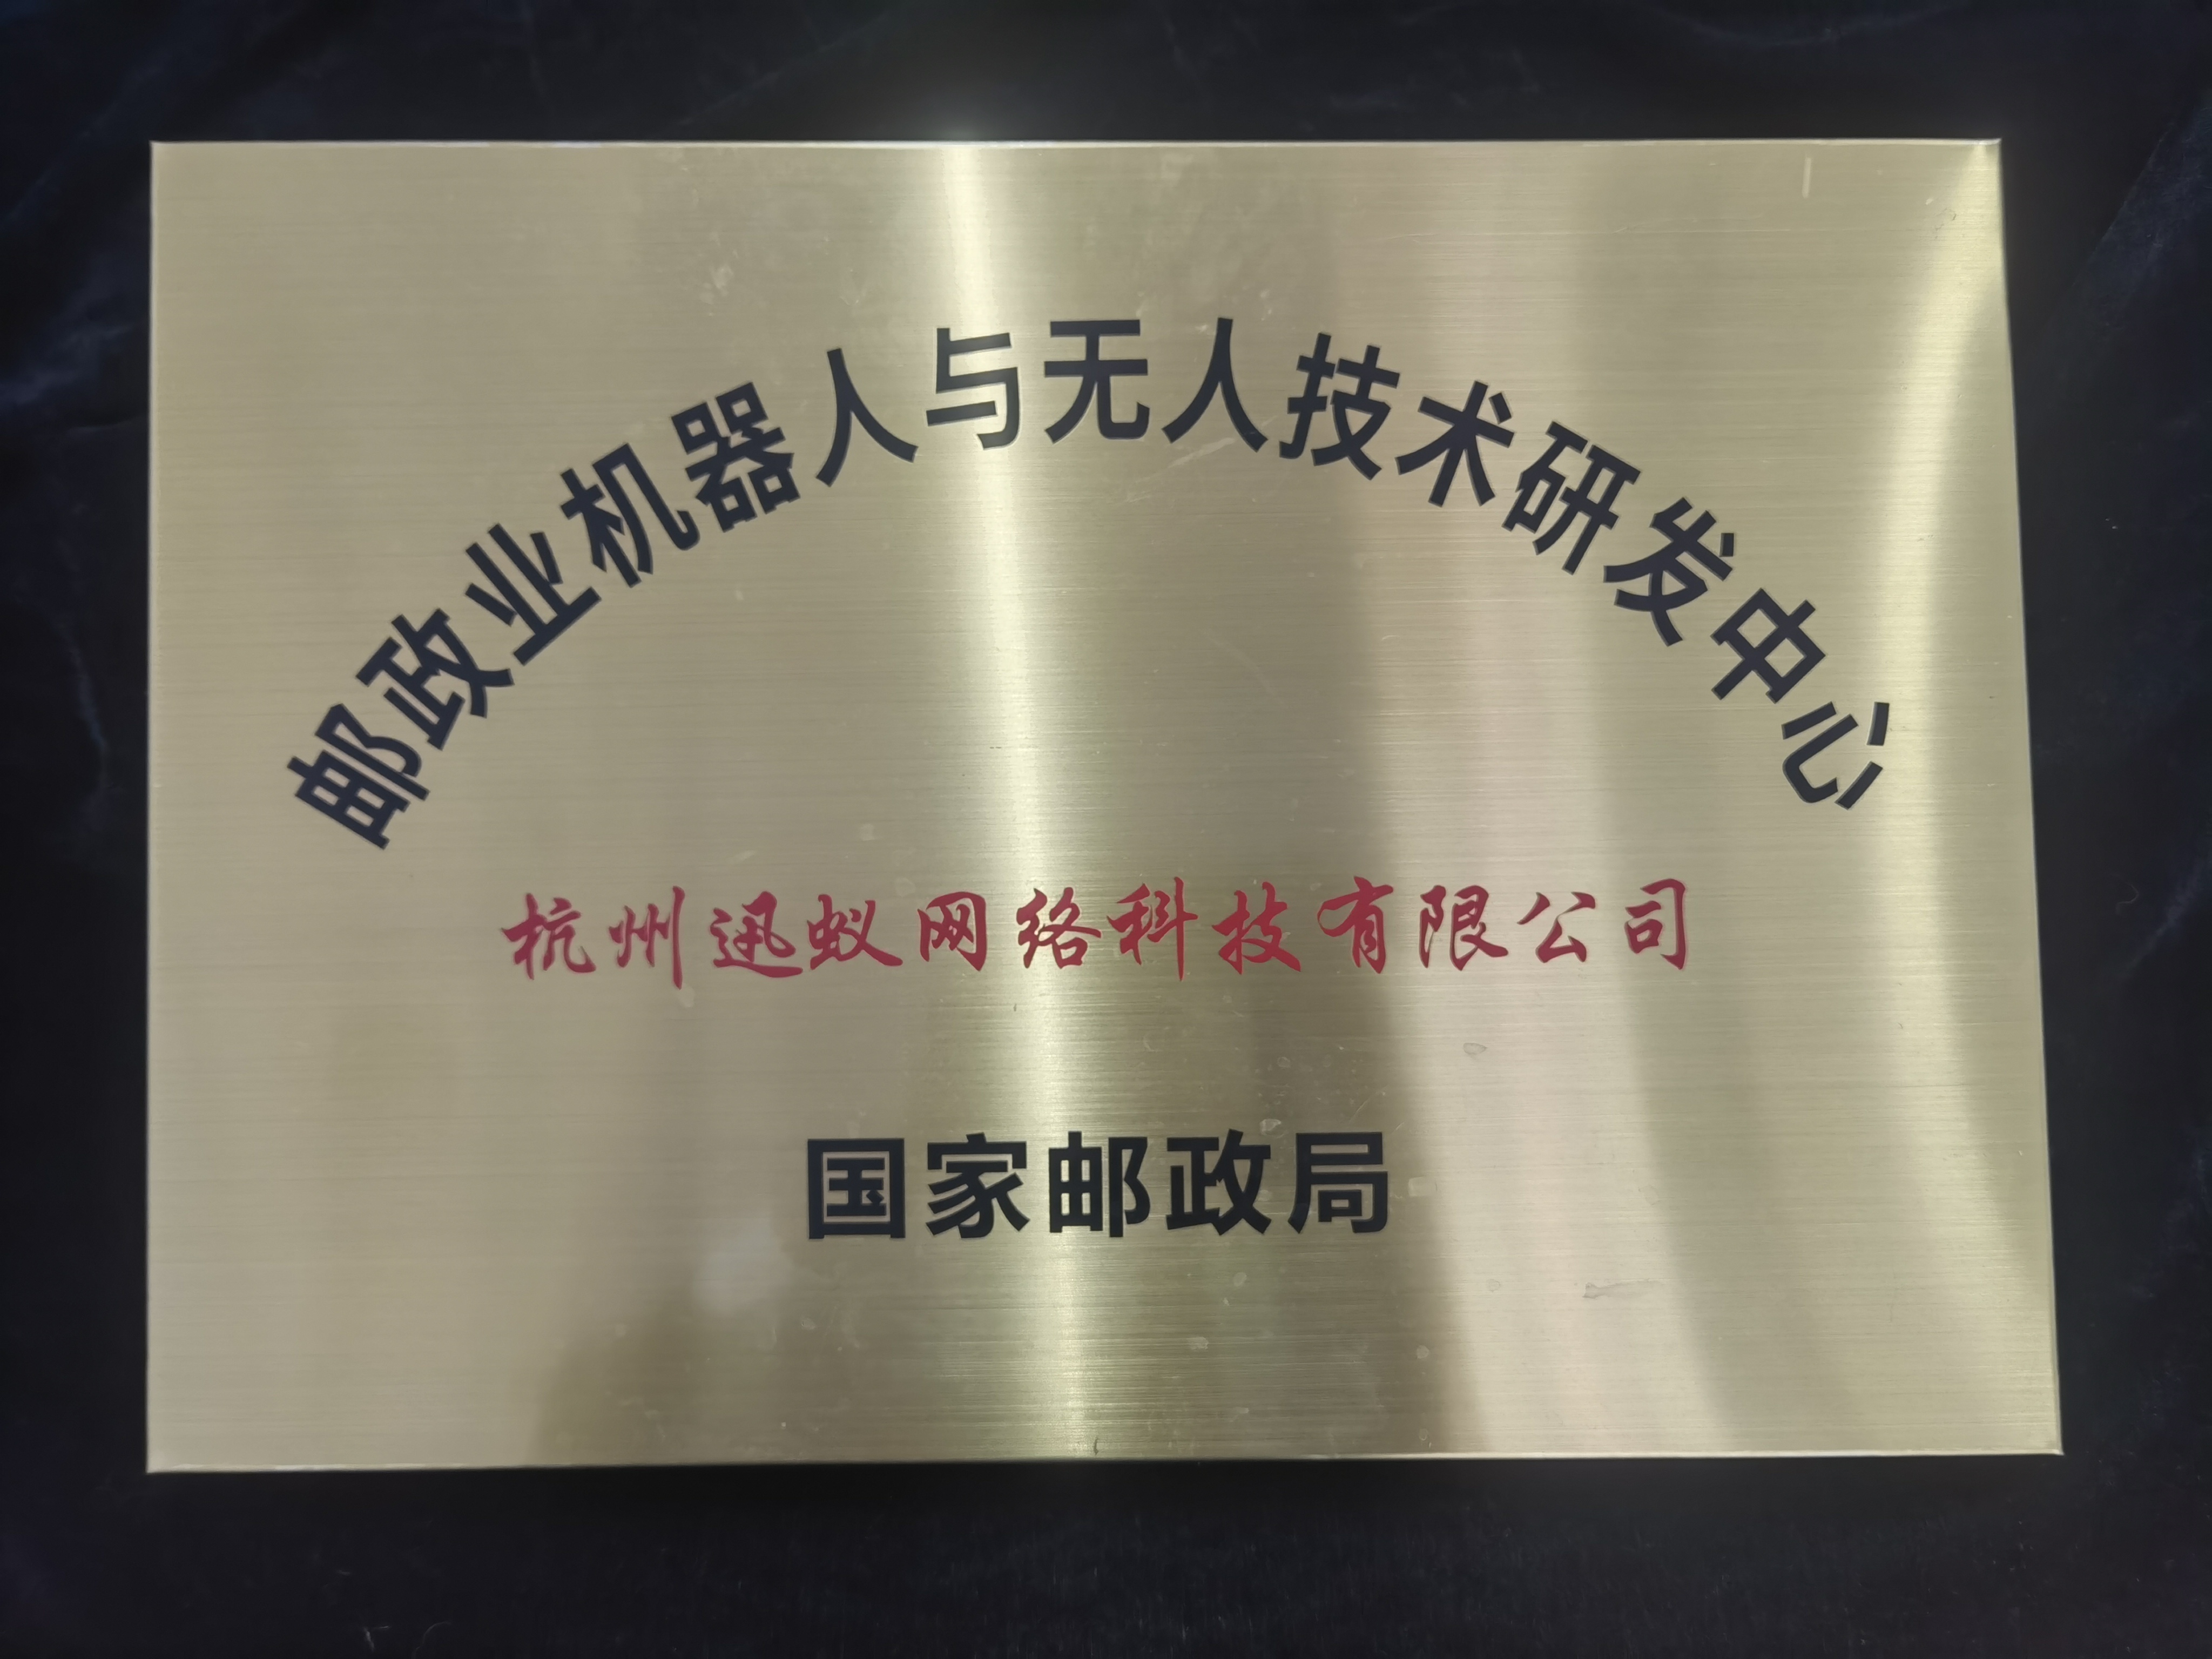 邮政业机器人与无人技术研发中心
杭州迅蚁网络科技有限公司
国家邮政局